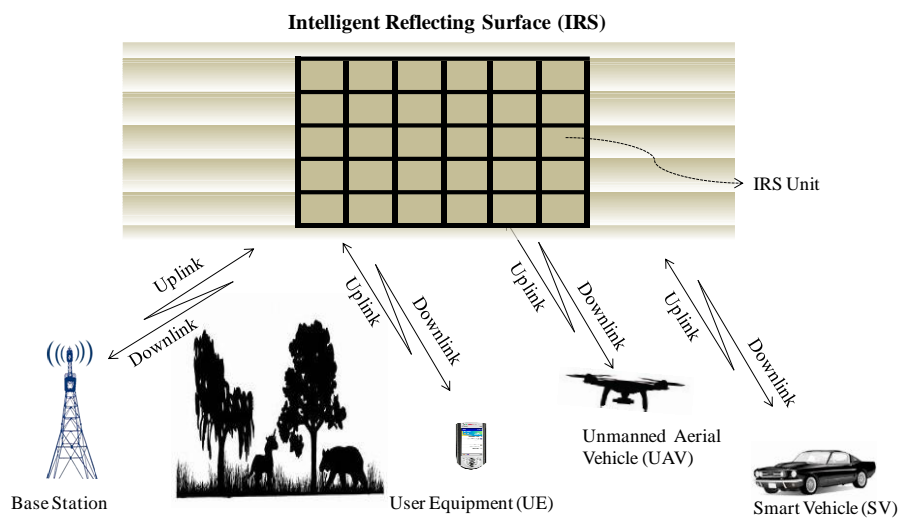 Intelligent Reflecting Surface (IRS)
IRS Unit
Uplink
Downlink
Uplink
Downlink
Uplink
Downlink
Uplink
Downlink
Unmanned Aerial
Vehicle (UAV)
Base Station
User Equipment (UE)
Smart Vehicle (SV)